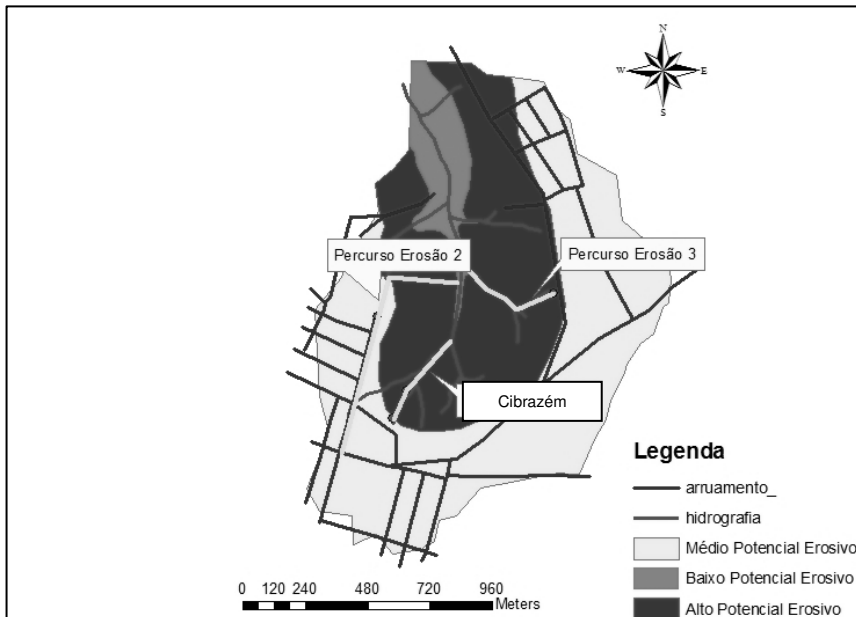 N
W E
S
Percurso Erosão 2
Percurso Erosão 3
Cibrazém
Legenda
arruamento_
hidrografia
Médio Potencial Erosivo
Baixo Potencial Erosivo
Alto Potencial Erosivo
0 120 240 480 720 960
Meters